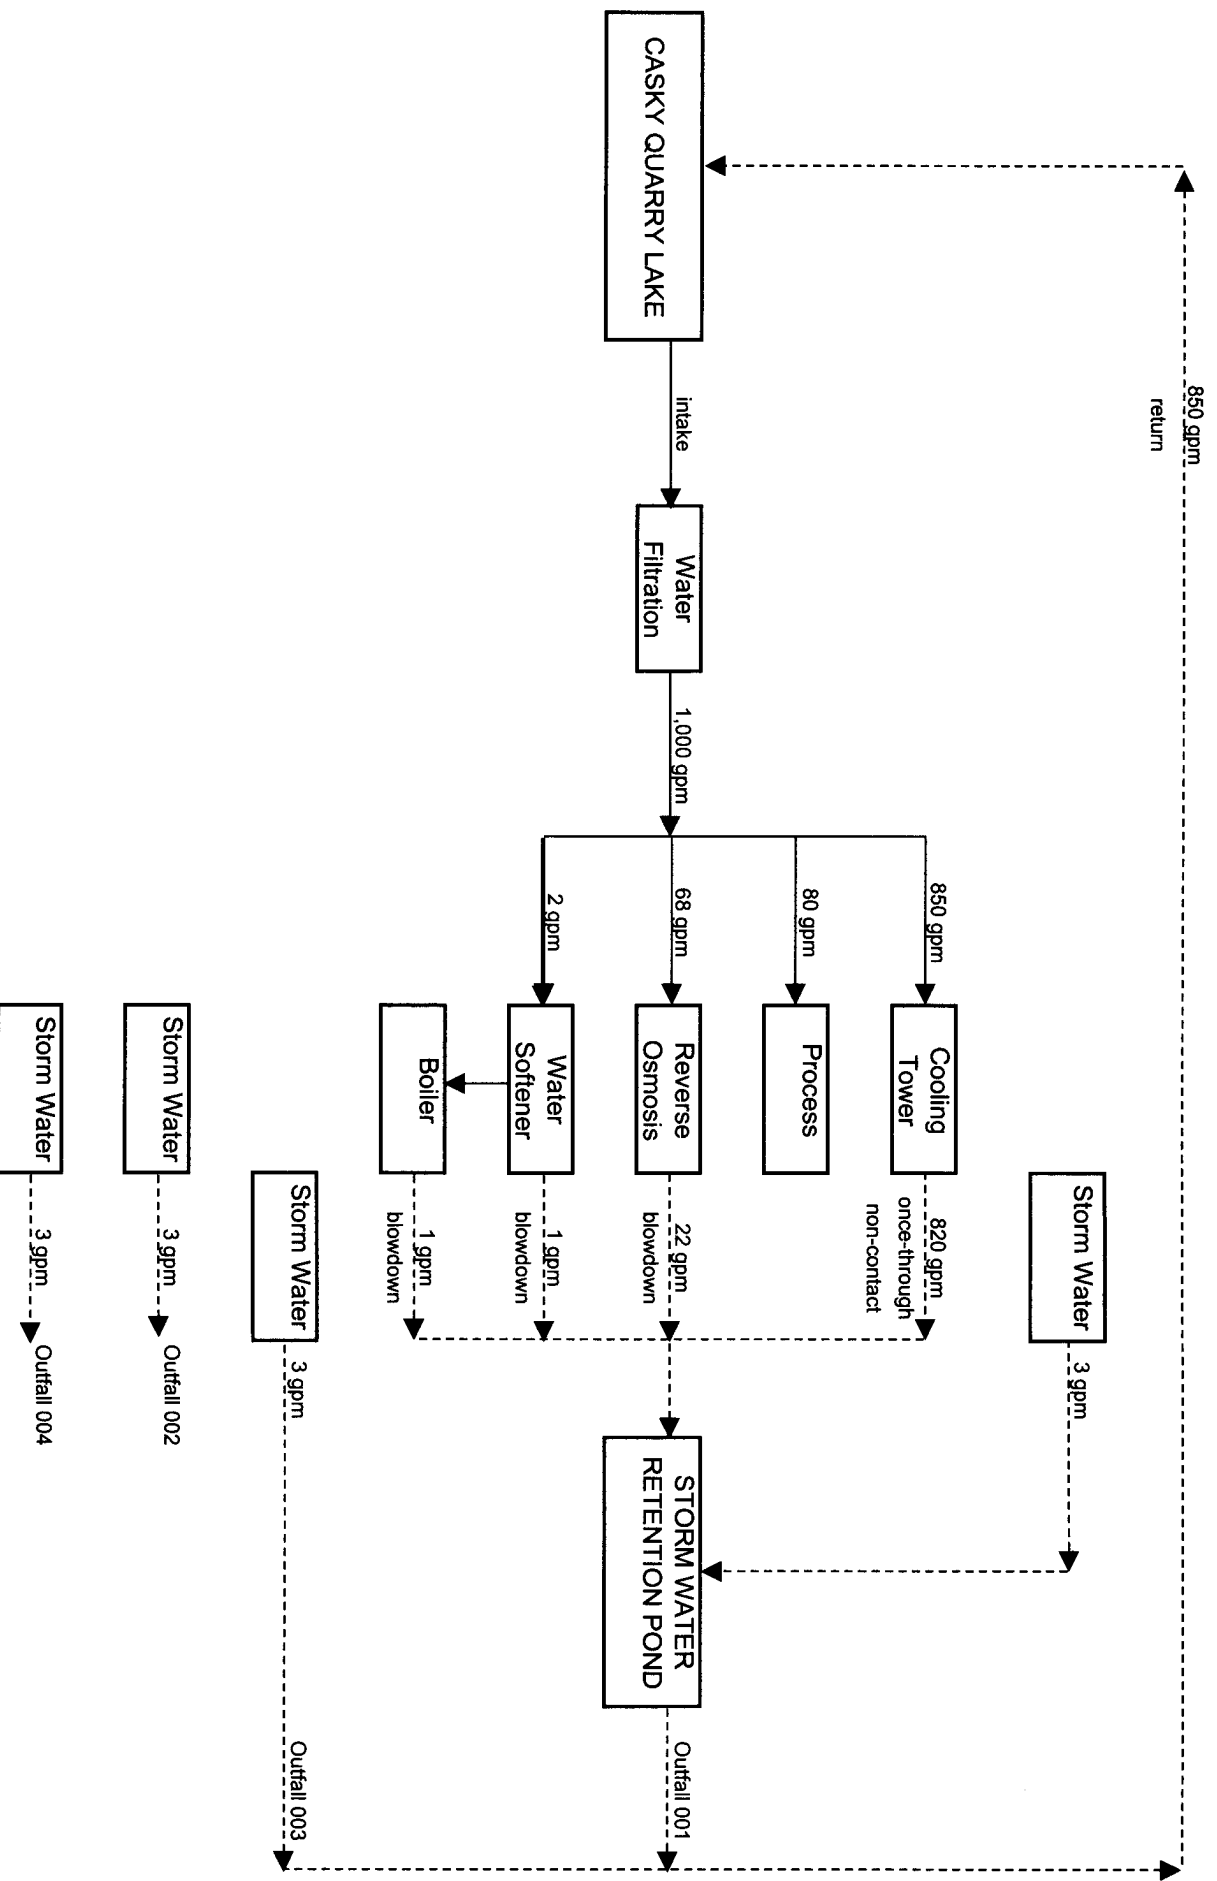 850 gpm
return
CASKY QUARRY LAKE
intake
Water
Filtration
1,000 gpm
850 gpm
80 gpm
68 gpm
2 gpm
Cooling
Tower
Process
Reverse
Osmosis
Water
Softener
Boiler
820 gpm
once-through
non-contact
22 gpm
blowdown
1 gpm
blowdown
1 gpm
blowdown
Storm Water
3 gpm
STORM WATER
RETENTION POND
Outfall 001
Storm Water
3 gpm
Outfall 003
Storm Water
3 gpm
Outfall 002
Storm Water
3 gpm
Outfall 004